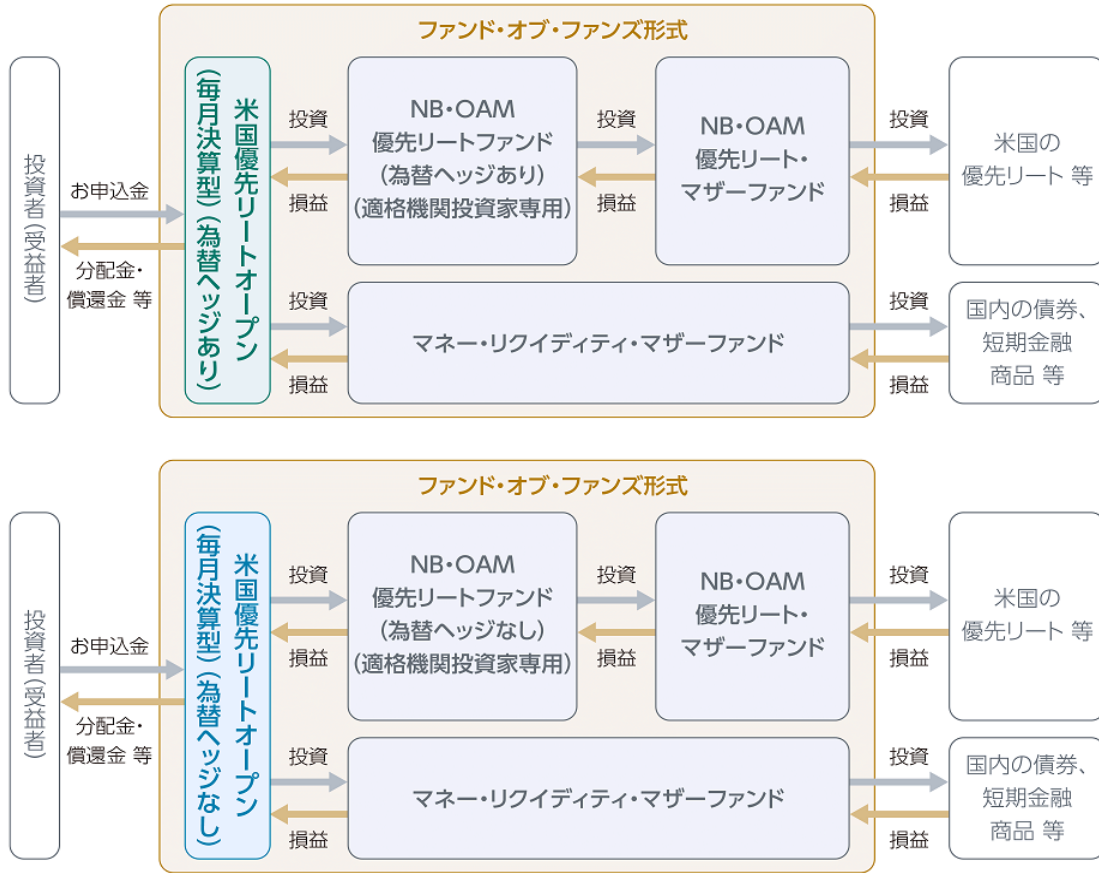 ファンド・オブ・ファンズ形式
投資者（受益者）
お申込金
分配金・
償還金 等
米国優先リートオープン
（毎月決算型）（為替ヘッジあり）
投資
損益
NB・OAM
優先リートファンド
（為替ヘッジあり）
（適格機関投資家専用）
投資
損益
NB・OAM
優先リート・
マザーファンド
投資
損益
米国の
優先リート 等
投資
損益
マネー・リクイディティ・マザーファンド
投資
損益
国内の債券、
短期金融
商品 等
ファンド・オブ・ファンズ形式
投資者（受益者）
お申込金
分配金・
償還金 等
米国優先リートオープン
（毎月決算型）（為替ヘッジなし）
投資
損益
NB・OAM
優先リートファンド
（為替ヘッジなし）
（適格機関投資家専用）
投資
損益
NB・OAM
優先リート・
マザーファンド
投資
損益
米国の
優先リート 等
投資
損益
マネー・リクイディティ・マザーファンド
投資
損益
国内の債券、
短期金融
商品 等